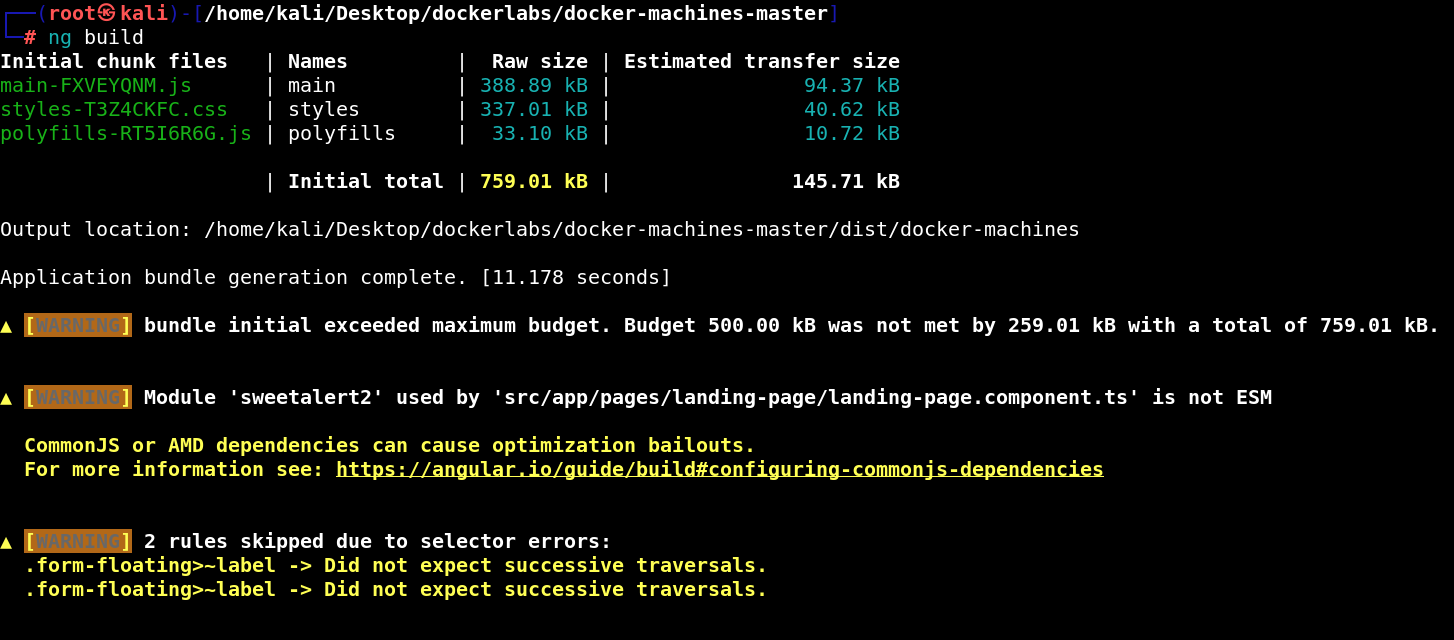 ┌──(root㉿kali)-[/home/kali/Desktop/dockerlabs/docker-machines-master]
└─# ng build
Initial chunk files   | Names         |  Raw size | Estimated transfer size
main-FXVEYQNM.js      | main          | 388.89 kB |                94.37 kB
styles-T3Z4CKFC.css   | styles        | 337.01 kB |                40.62 kB
polyfills-RT5I6R6G.js | polyfills     |  33.10 kB |                10.72 kB
                      | Initial total | 759.01 kB |               145.71 kB
Output location: /home/kali/Desktop/dockerlabs/docker-machines-master/dist/docker-machines
Application bundle generation complete. [11.178 seconds]
▲ [WARNING] bundle initial exceeded maximum budget. Budget 500.00 kB was not met by 259.01 kB with a total of 759.01 kB.
▲ [WARNING] Module 'sweetalert2' used by 'src/app/pages/landing-page/landing-page.component.ts' is not ESM
  CommonJS or AMD dependencies can cause optimization bailouts.
  For more information see: https://angular.io/guide/build#configuring-commonjs-dependencies
▲ [WARNING] 2 rules skipped due to selector errors:
  .form-floating>~label -> Did not expect successive traversals.
  .form-floating>~label -> Did not expect successive traversals.